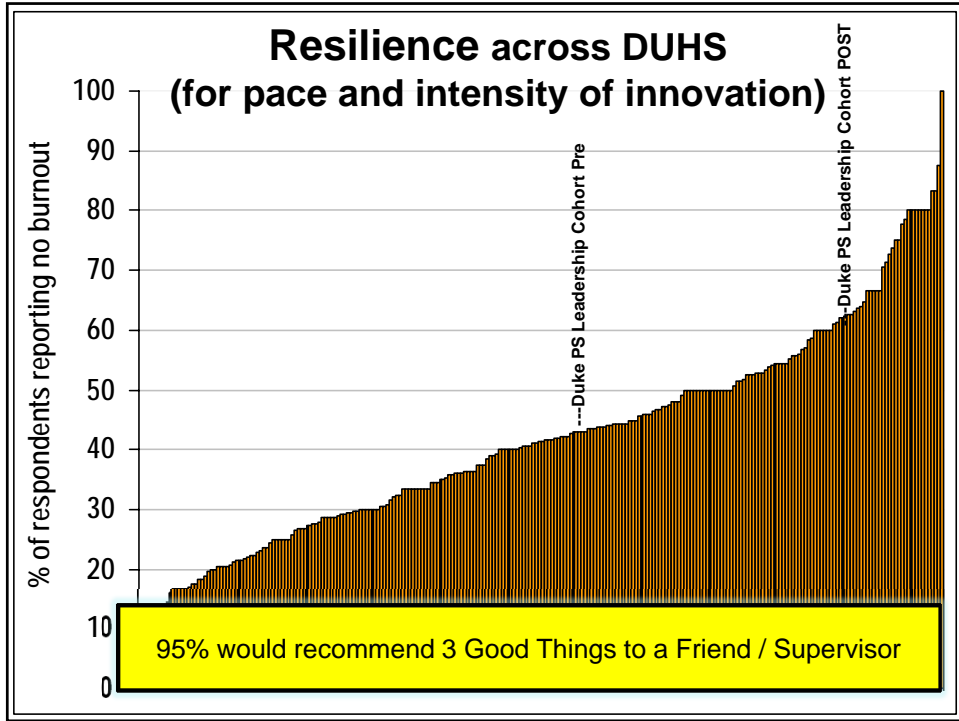 Resilience across DUHS
(for pace and intensity of innovation)
% of respondents reporting no burnout
100
90
80
70
60
50
40
30
20
10
0
---Duke PS Leadership Cohort Pre
---Duke PS Leadership Cohort POST
95% would recommend 3 Good Things to a Friend / Supervisor